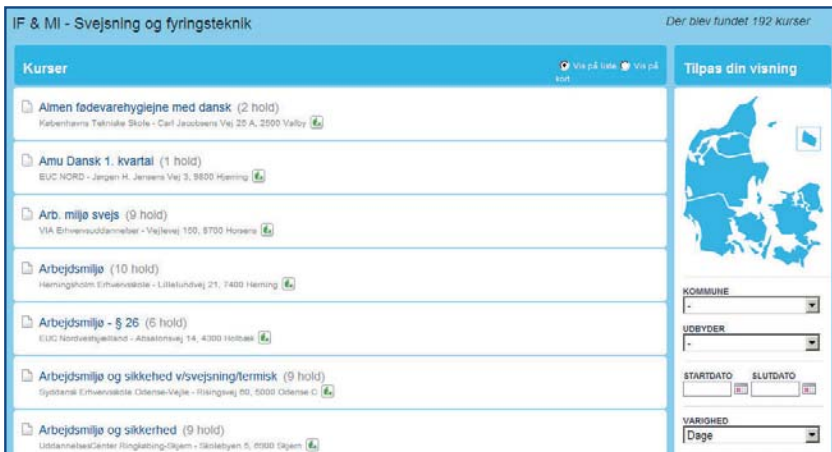 IF & MI - Svejsning og fyringsteknik
Der blev fundet 192 kurser
Kurser
Vis på liste Vis på
kort
Tilpas din visning
Almen fødevarehygiejne med dansk (2 hold)
Københavns Tekniske Skole - Carl Jacobsens Vej 25 A, 2500 Valby
Amu Dansk 1. kvartal (1 hold)
EUC NORD - Jørgen H. Jensens Vej 3, 9800 Hjørring
Arb. miljø svejs (9 hold)
VIA Erhvervsuddannelser - Vejlevej 150, 8700 Horsens
Arbejdsmiljø (10 hold)
Herningsholm Erhvervsskole - Lillelundvej 21, 7400 Herning
Arbejdsmiljø - § 26 (6 hold)
EUC Nordvestsjælland - Absalonsvej 14, 4300 Holbæk
Arbejdsmiljø og sikkehed v/svejsning/termisk (9 hold)
Syddansk Erhvervsskole Odense-Vejle - Risingsvej 60, 5000 Odense C
Arbejdsmiljø og sikkerhed (9 hold)
UddannelsesCenter Ringkøbing-Skjern - Skolebyen 5, 6900 Skjern
KOMMUNE
-
UDBYDER
-
STARTDATO SLUTDATO
VARIGHED
Dage